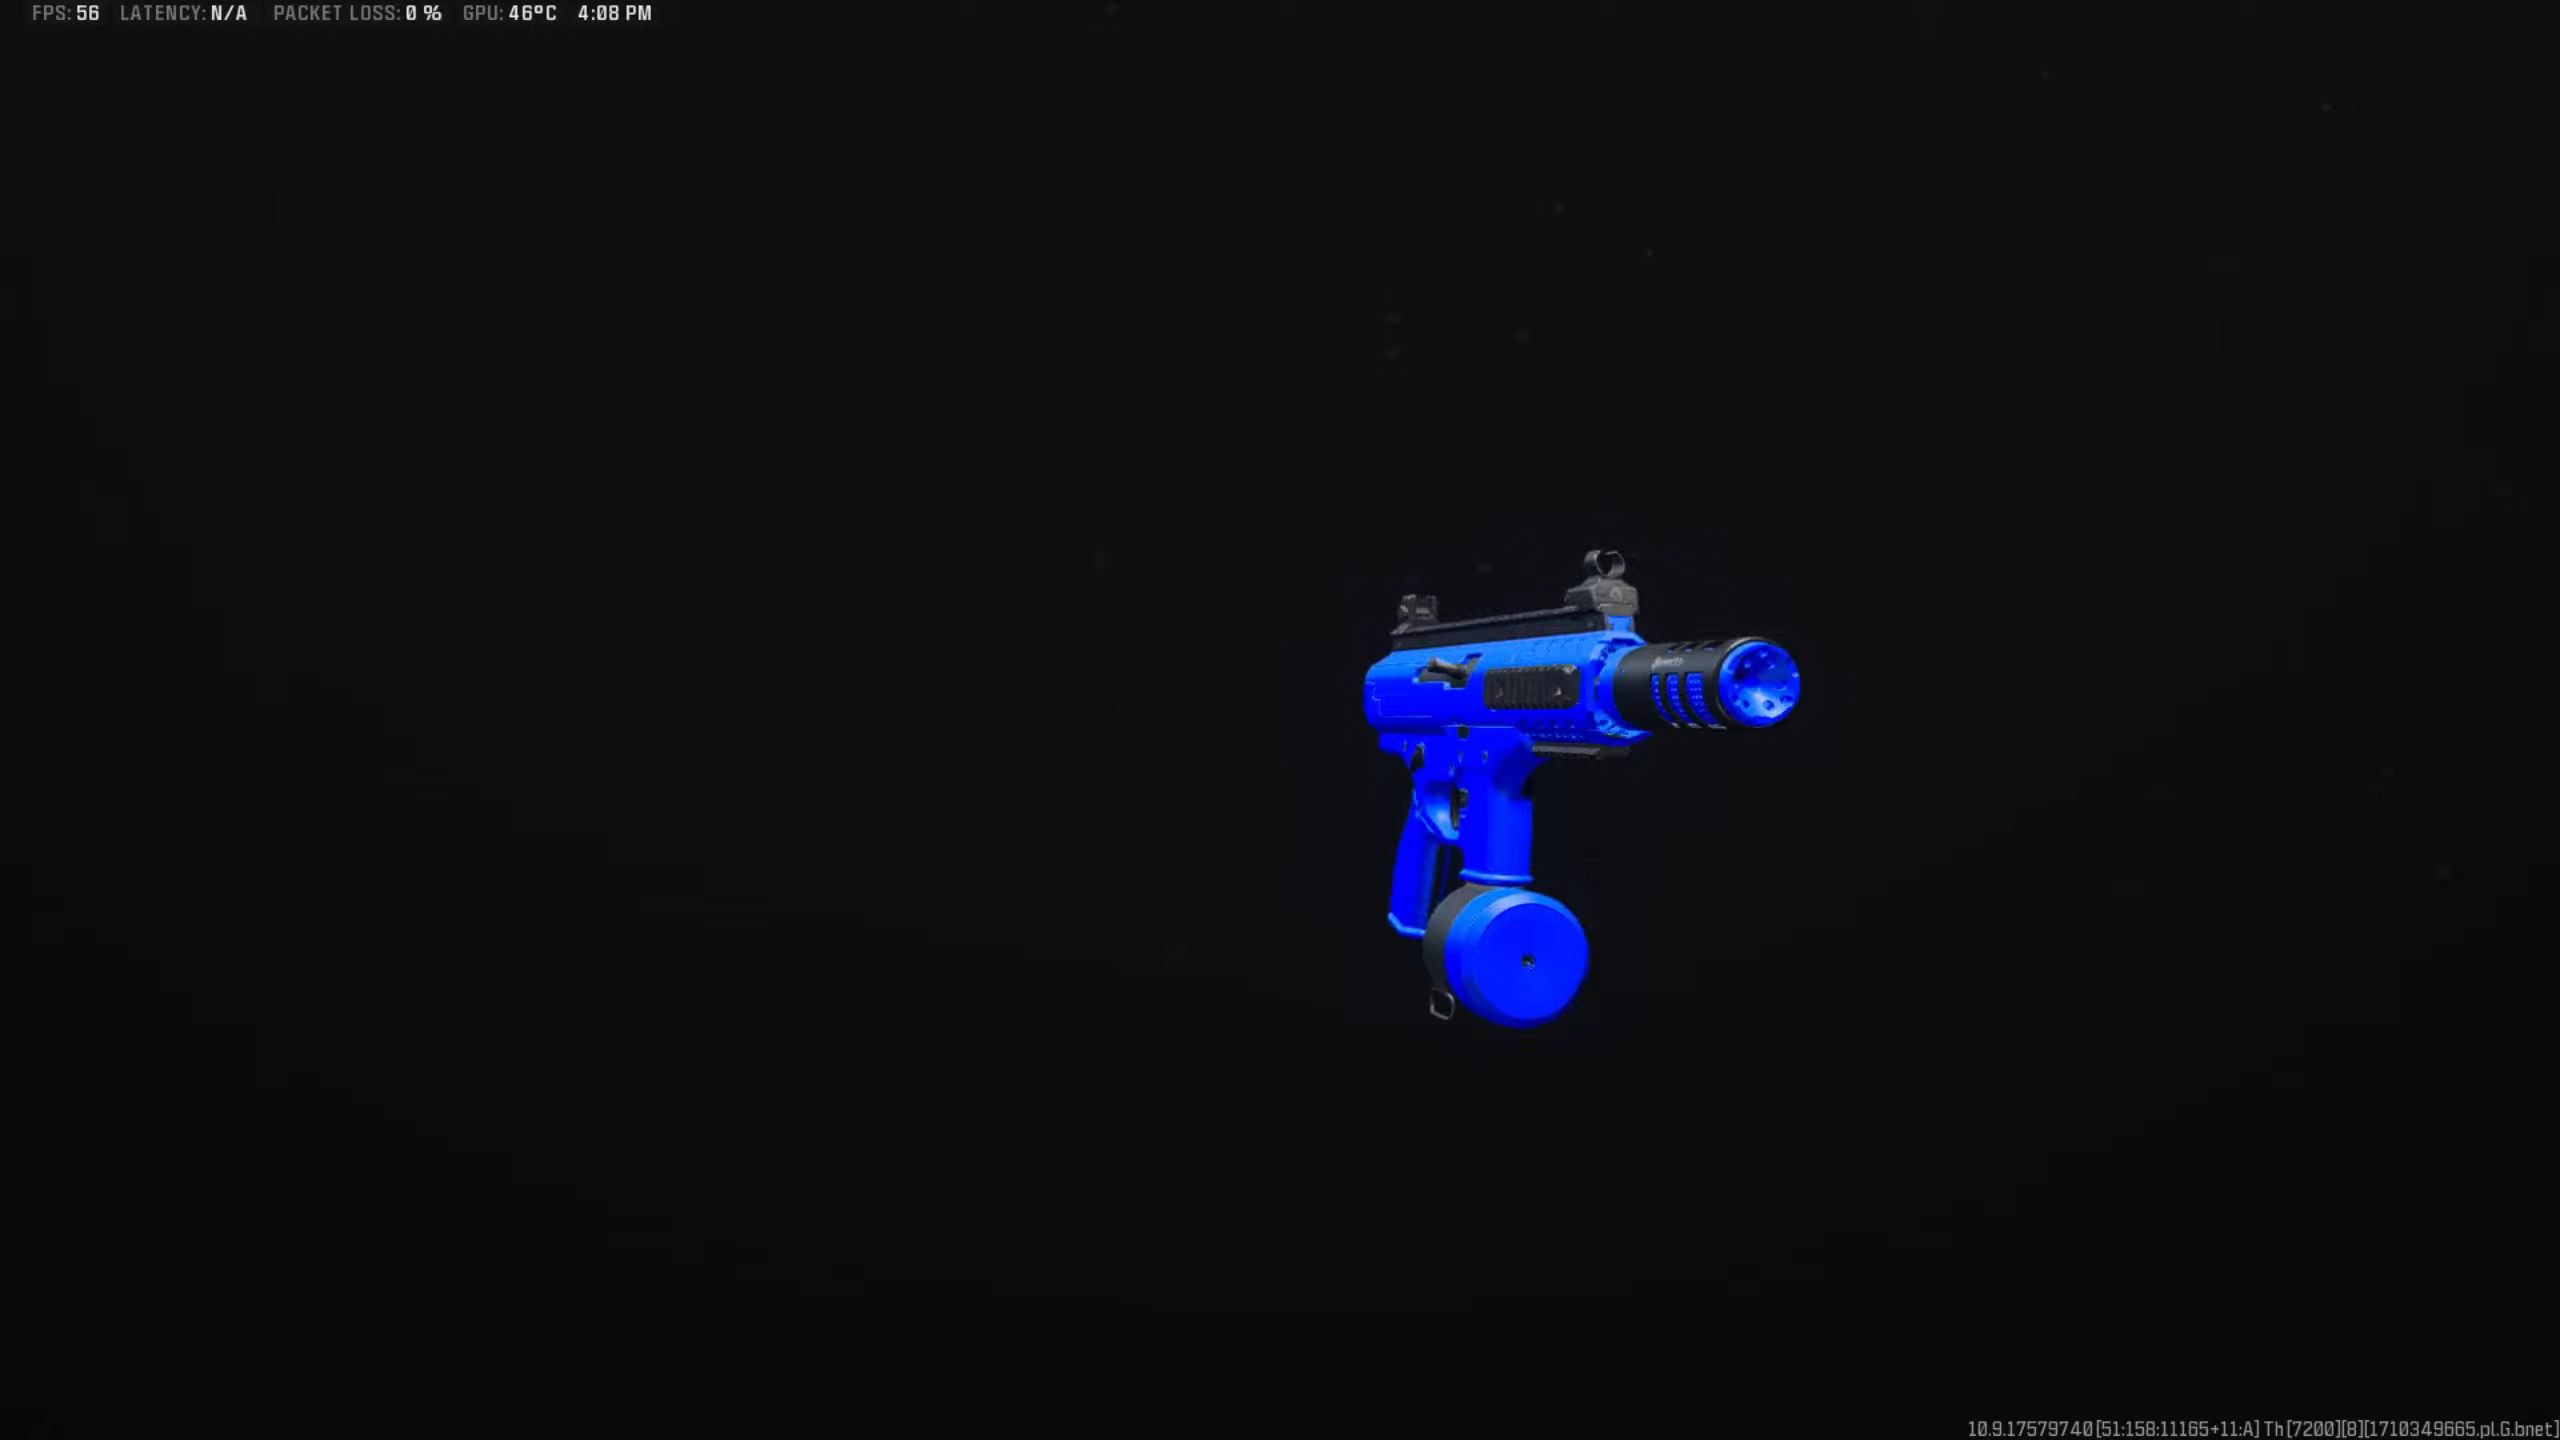 FPS: 56 LATENCY: N/A PACKET LOSS: 0 % GPU: 46°C 4:08 PM
10.9.17579740[51:158:11165+11:A] Th[7200][8][1710349665.pl.G.bnet]